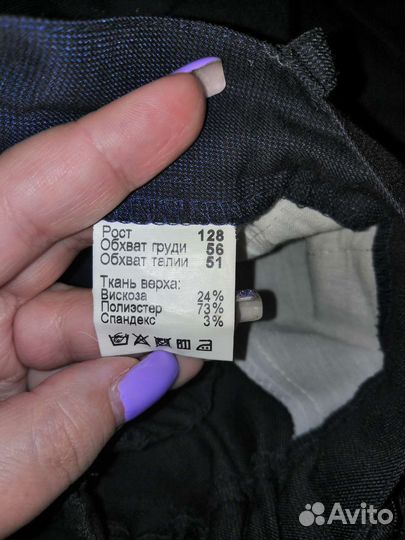 Рост 128
Обхват груди 56
Обхват талии 51
Ткань верха:
Вискоза 24%
Полиэстер 73%
Спандекс 3%
Avito